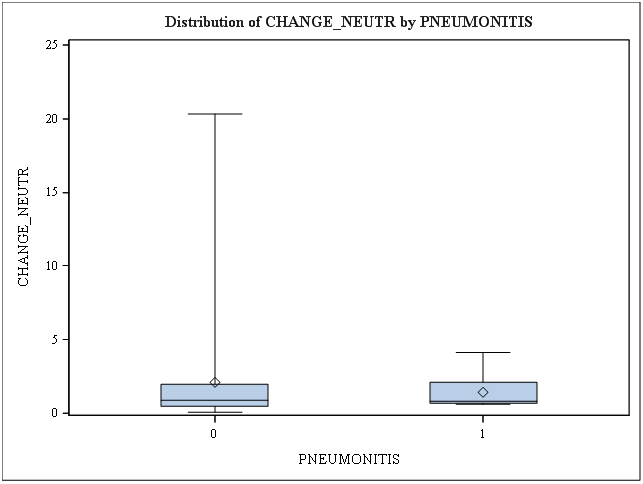 Distribution of CHANGE_NEUTR by PNEUMONITIS
25
20
15
10
5
0
CHANGE_NEUTR
0
1
PNEUMONITIS